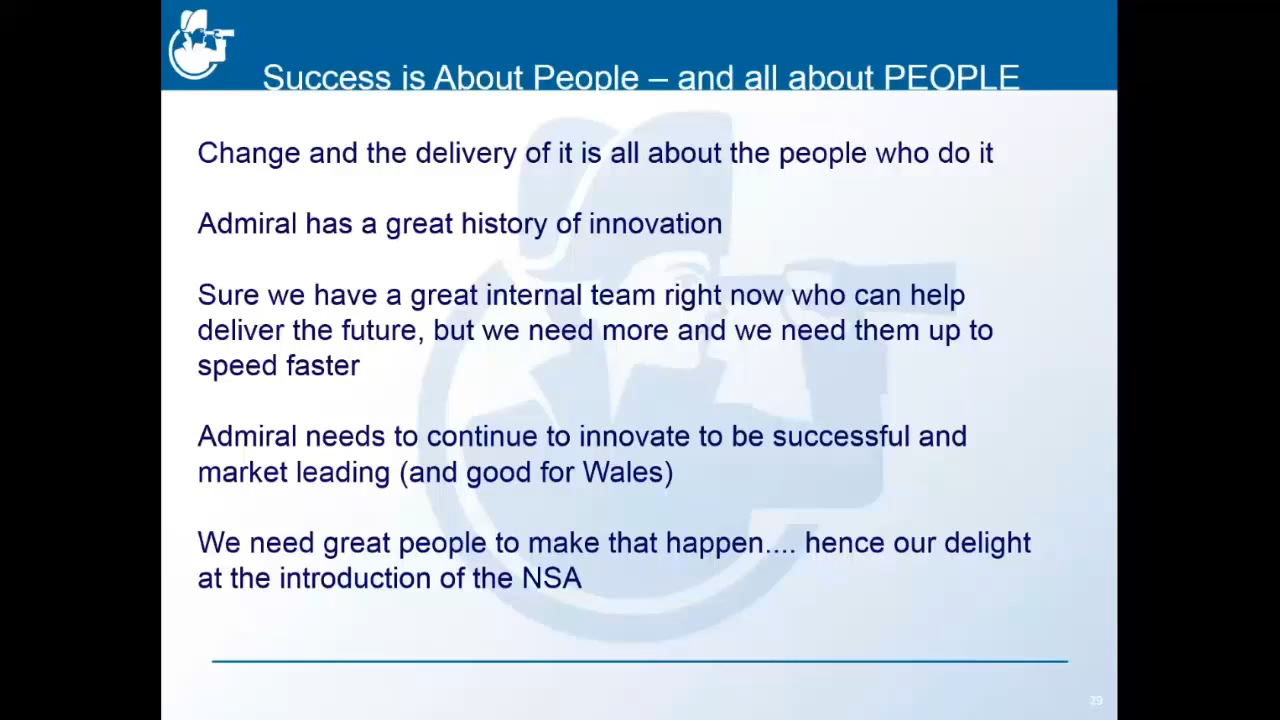 Success is About People – and all about PEOPLE
Change and the delivery of it is all about the people who do it
Admiral has a great history of innovation
Sure we have a great internal team right now who can help
deliver the future, but we need more and we need them up to
speed faster
Admiral needs to continue to innovate to be successful and
market leading (and good for Wales)
We need great people to make that happen.... hence our delight
at the introduction of the NSA
29